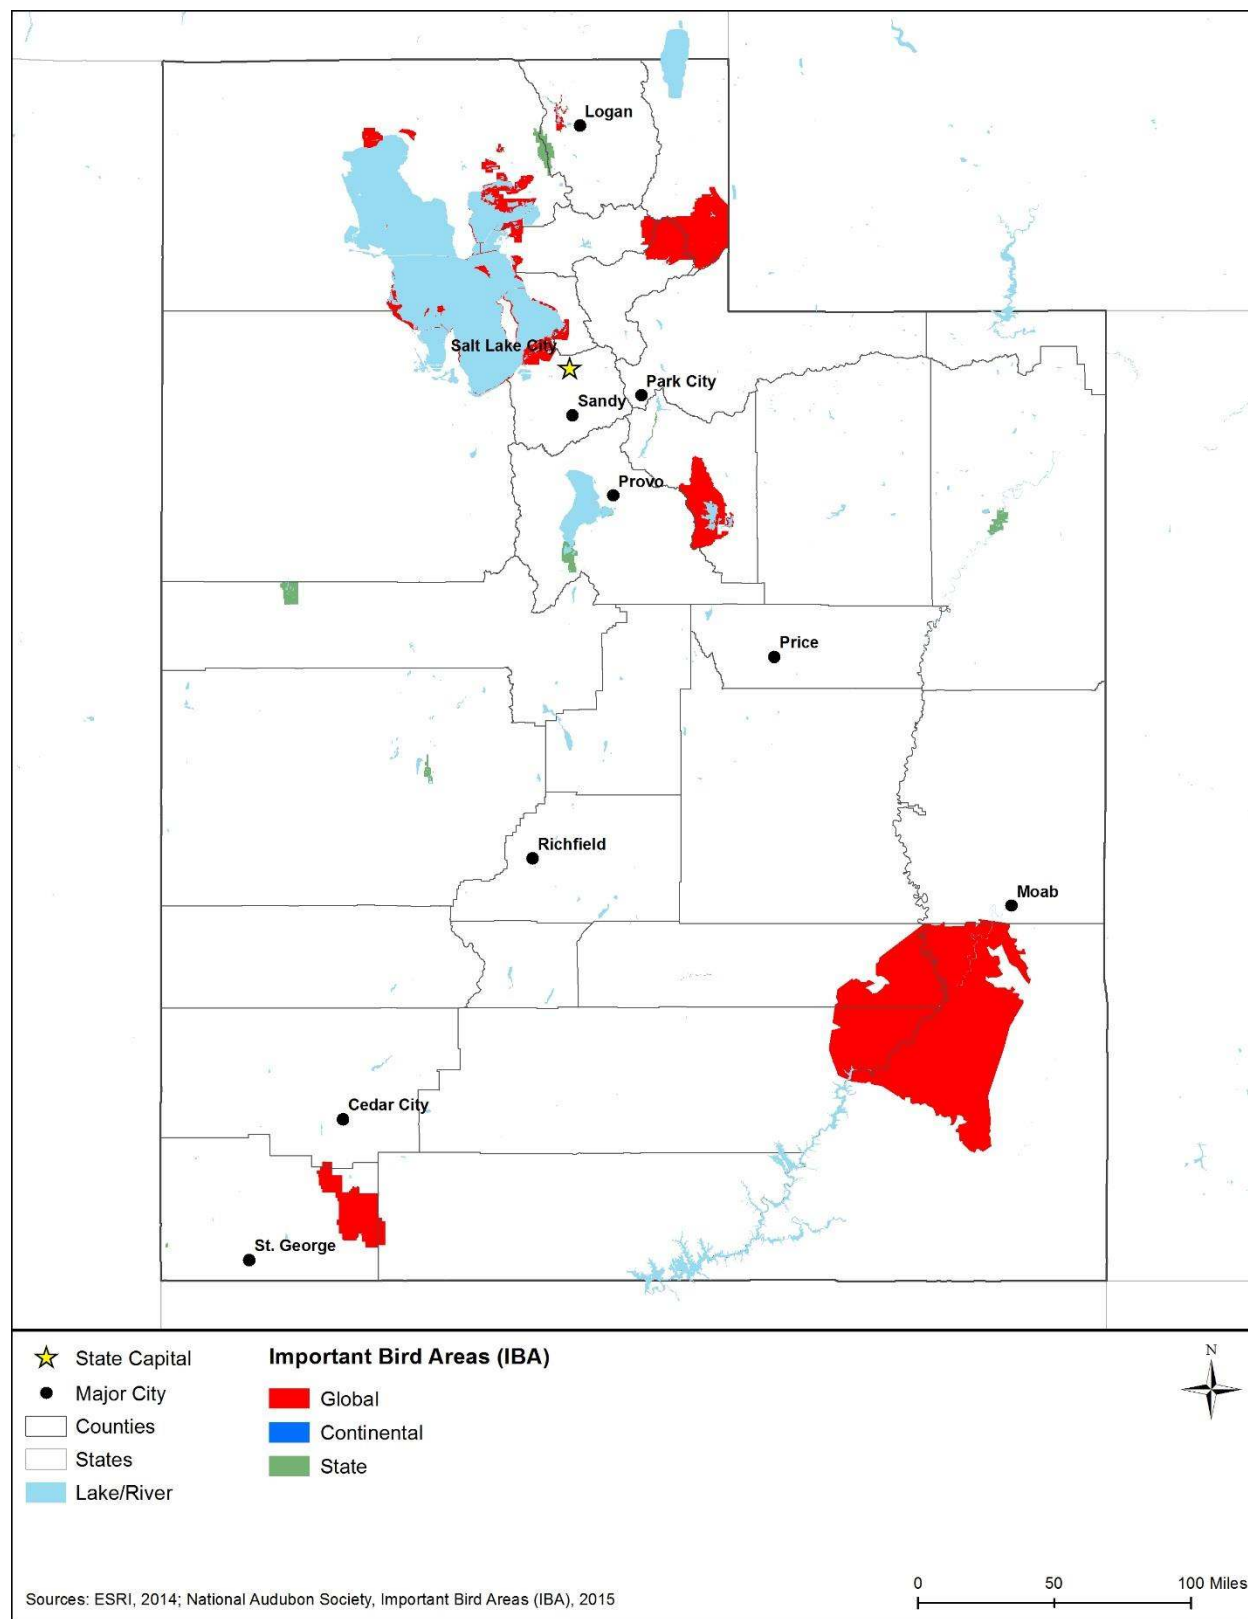 Logan
Salt Lake City
Park City
Sandy
Provo
Price
Richfield
Moab
Cedar City
St. George
State Capital
Major City
Counties
States
Lake/River
Important Bird Areas (IBA)
Global
Continental
State
N
0 50 100 Miles
Sources: ESRI, 2014; National Audubon Society, Important Bird Areas (IBA), 2015